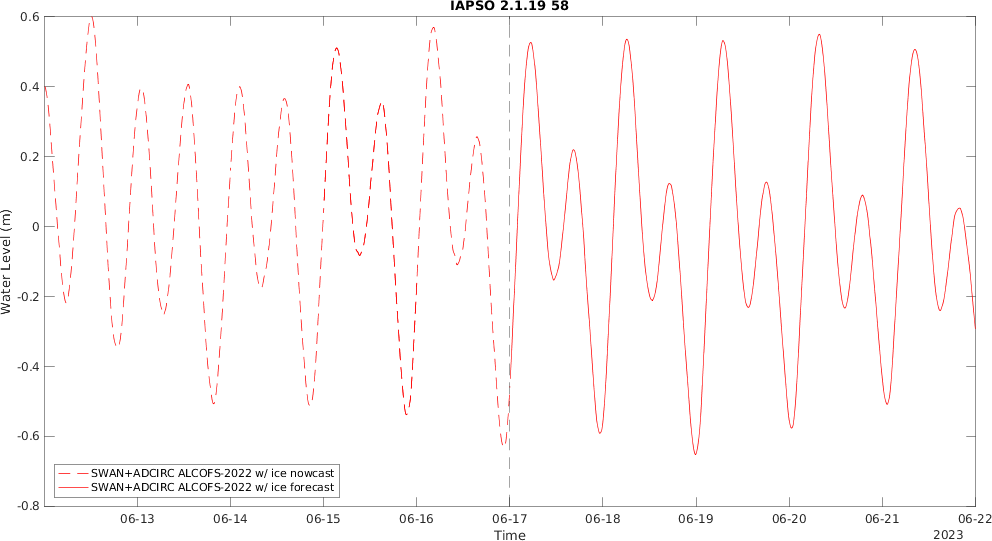 IAPSO 2.1.19 58
0.6
0.4
0.2
0
-0.2
-0.4
-0.6
-0.8
Water Level (m)
SWAN+ADCIRC ALCOFS-2022 w/ ice nowcast
SWAN+ADCIRC ALCOFS-2022 w/ ice forecast
06-13 06-14 06-15 06-16 06-17 06-18 06-19 06-20 06-21 06-22
Time
2023